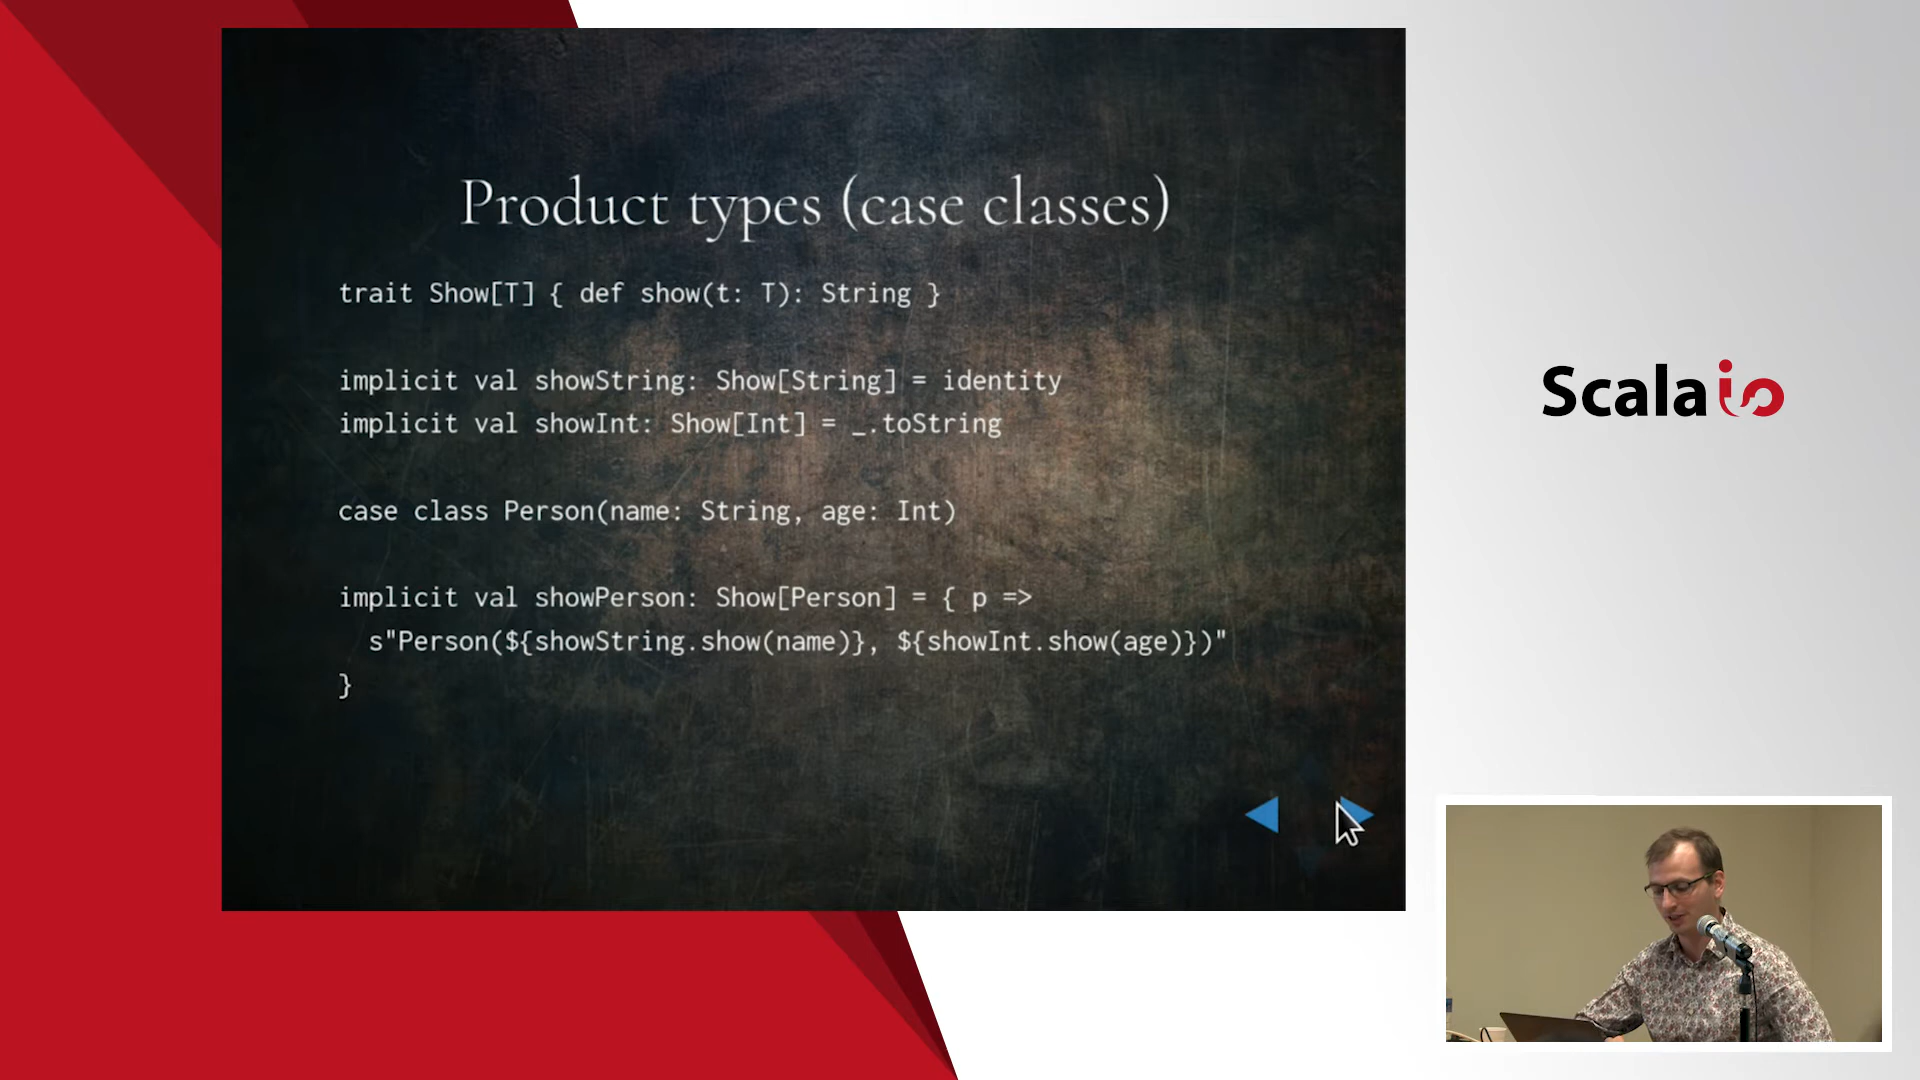 Product types (case classes)
trait Show[T] { def show(t: T): String }
implicit val showString: Show[String] = identity
implicit val showInt: Show[Int] = _.toString
case class Person(name: String, age: Int)
implicit val showPerson: Show[Person] = { p =>
s"Person(${showString.show(name)}, ${showInt.show(age)})"
}
Scala io